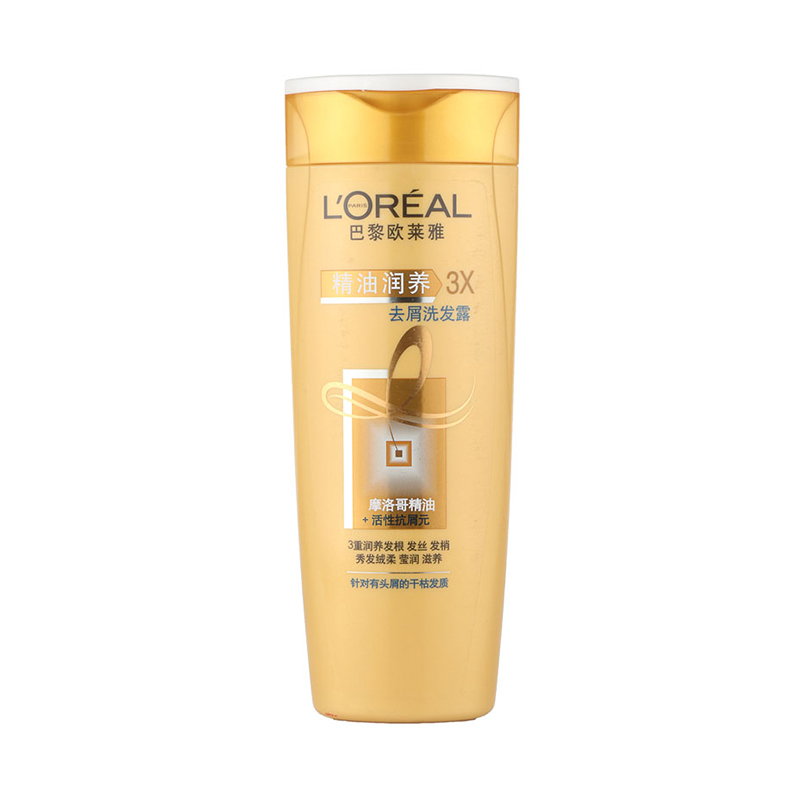 L'ORÉAL
PARIS
巴黎欧莱雅
精油润养 3X
去屑洗发露
摩洛哥精油
+ 活性抗屑元
3重润养发根 发丝 发梢
秀发绒柔 莹润 滋养
针对有头屑的干枯发质